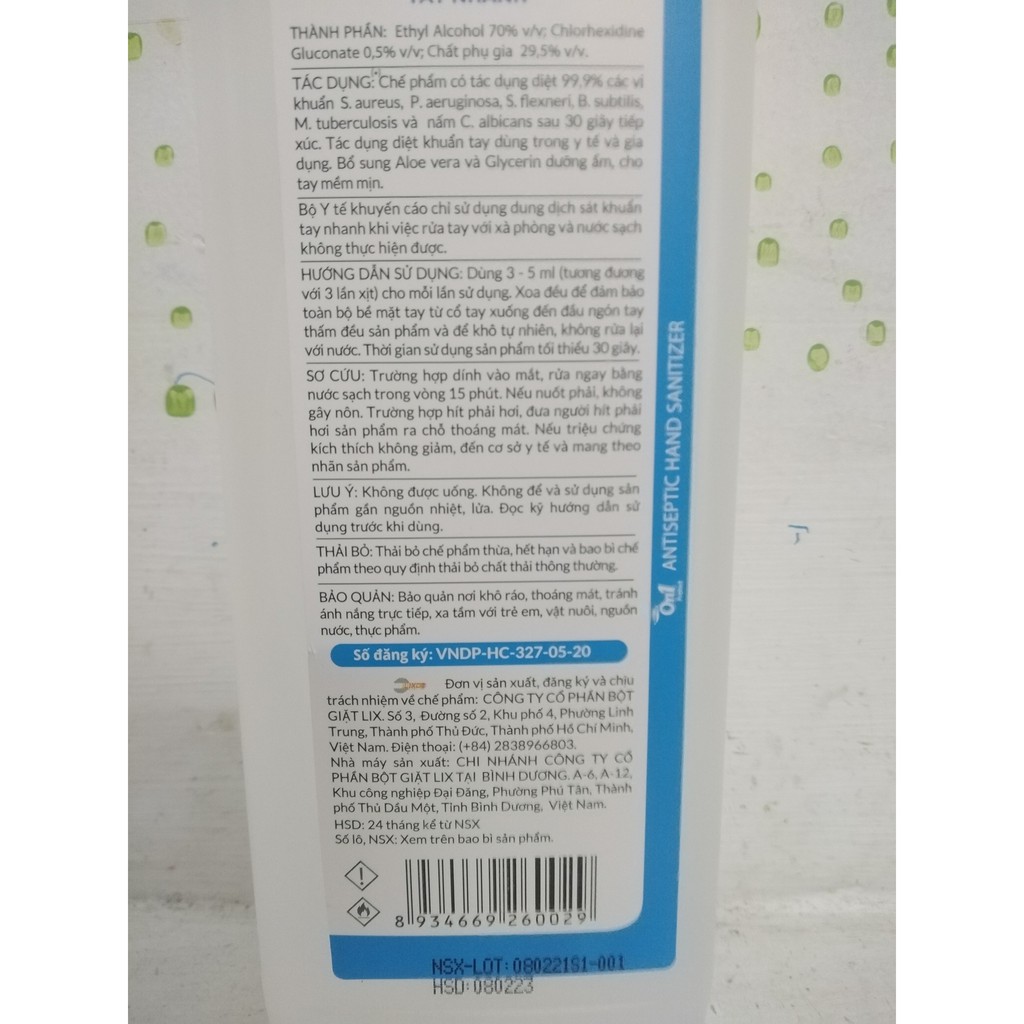 TAY NHANH
THÀNH PHẦN: Ethyl Alcohol 70% v/v; Chlorhexidine
Gluconate 0,5% v/v; Chất phụ gia 29,5% v/v.
TÁC DỤNG: Chế phẩm có tác dụng diệt 99,9% các vi
khuẩn S. aureus, P. aeruginosa, S. flexneri, B. subtilis,
M. tuberculosis và nấm C. albicans sau 30 giây tiếp
xúc. Tác dụng diệt khuẩn tay dùng trong y tế và gia
dụng. Bổ sung Aloe vera và Glycerin dưỡng ẩm, cho
tay mềm mịn.
Bộ Y tế khuyến cáo chỉ sử dụng dung dịch sát khuẩn
tay nhanh khi việc rửa tay với xà phòng và nước sạch
không thực hiện được.
HƯỚNG DẪN SỬ DỤNG: Dùng 3 - 5 ml (tương đương
với 3 lần xịt) cho mỗi lần sử dụng. Xoa đều để đảm bảo
toàn bộ bề mặt tay từ cổ tay xuống đến đầu ngón tay
thấm đều sản phẩm và để khô tự nhiên, không rửa lại
với nước. Thời gian sử dụng sản phẩm tối thiểu 30 giây.
SƠ CỨU: Trường hợp dính vào mắt, rửa ngay bằng
nước sạch trong vòng 15 phút. Nếu nuốt phải, không
gây nôn. Trường hợp hít phải hơi, đưa người hít phải
hơi sản phẩm ra chỗ thoáng mát. Nếu triệu chứng
kích thích không giảm, đến cơ sở y tế và mang theo
nhãn sản phẩm.
LƯU Ý: Không được uống. Không để và sử dụng sản
phẩm gần nguồn nhiệt, lửa. Đọc kỹ hướng dẫn sử
dụng trước khi dùng.
THẢI BỎ: Thải bỏ chế phẩm thừa, hết hạn và bao bì chế
phẩm theo quy định thải bỏ chất thải thông thường.
BẢO QUẢN: Bảo quản nơi khô ráo, thoáng mát, tránh
ánh nắng trực tiếp, xa tầm với trẻ em, vật nuôi, nguồn
nước, thực phẩm.
Số đăng ký: VNDP-HC-327-05-20
Đơn vị sản xuất, đăng ký và chịu
trách nhiệm về chế phẩm: CÔNG TY CỔ PHẦN BỘT
GIẶT LIX. Số 3, Đường số 2, Khu phố 4, Phường Linh
Trung, Thành phố Thủ Đức, Thành phố Hồ Chí Minh,
Việt Nam. Điện thoại: (+84) 2838966803.
Nhà máy sản xuất: CHI NHÁNH CÔNG TY CỔ
PHẦN BỘT GIẶT LIX TẠI BÌNH DƯƠNG. A-6, A-12,
Khu công nghiệp Đại Đăng, Phường Phú Tân, Thành
phố Thủ Dầu Một, Tỉnh Bình Dương, Việt Nam.
HSD: 24 tháng kể từ NSX
Số lô, NSX: Xem trên bao bì sản phẩm.
8 934669 260029
NSX-LOT: 080221S1-001
HSD: 080223
On1 ANTISEPTIC HAND SANITIZER